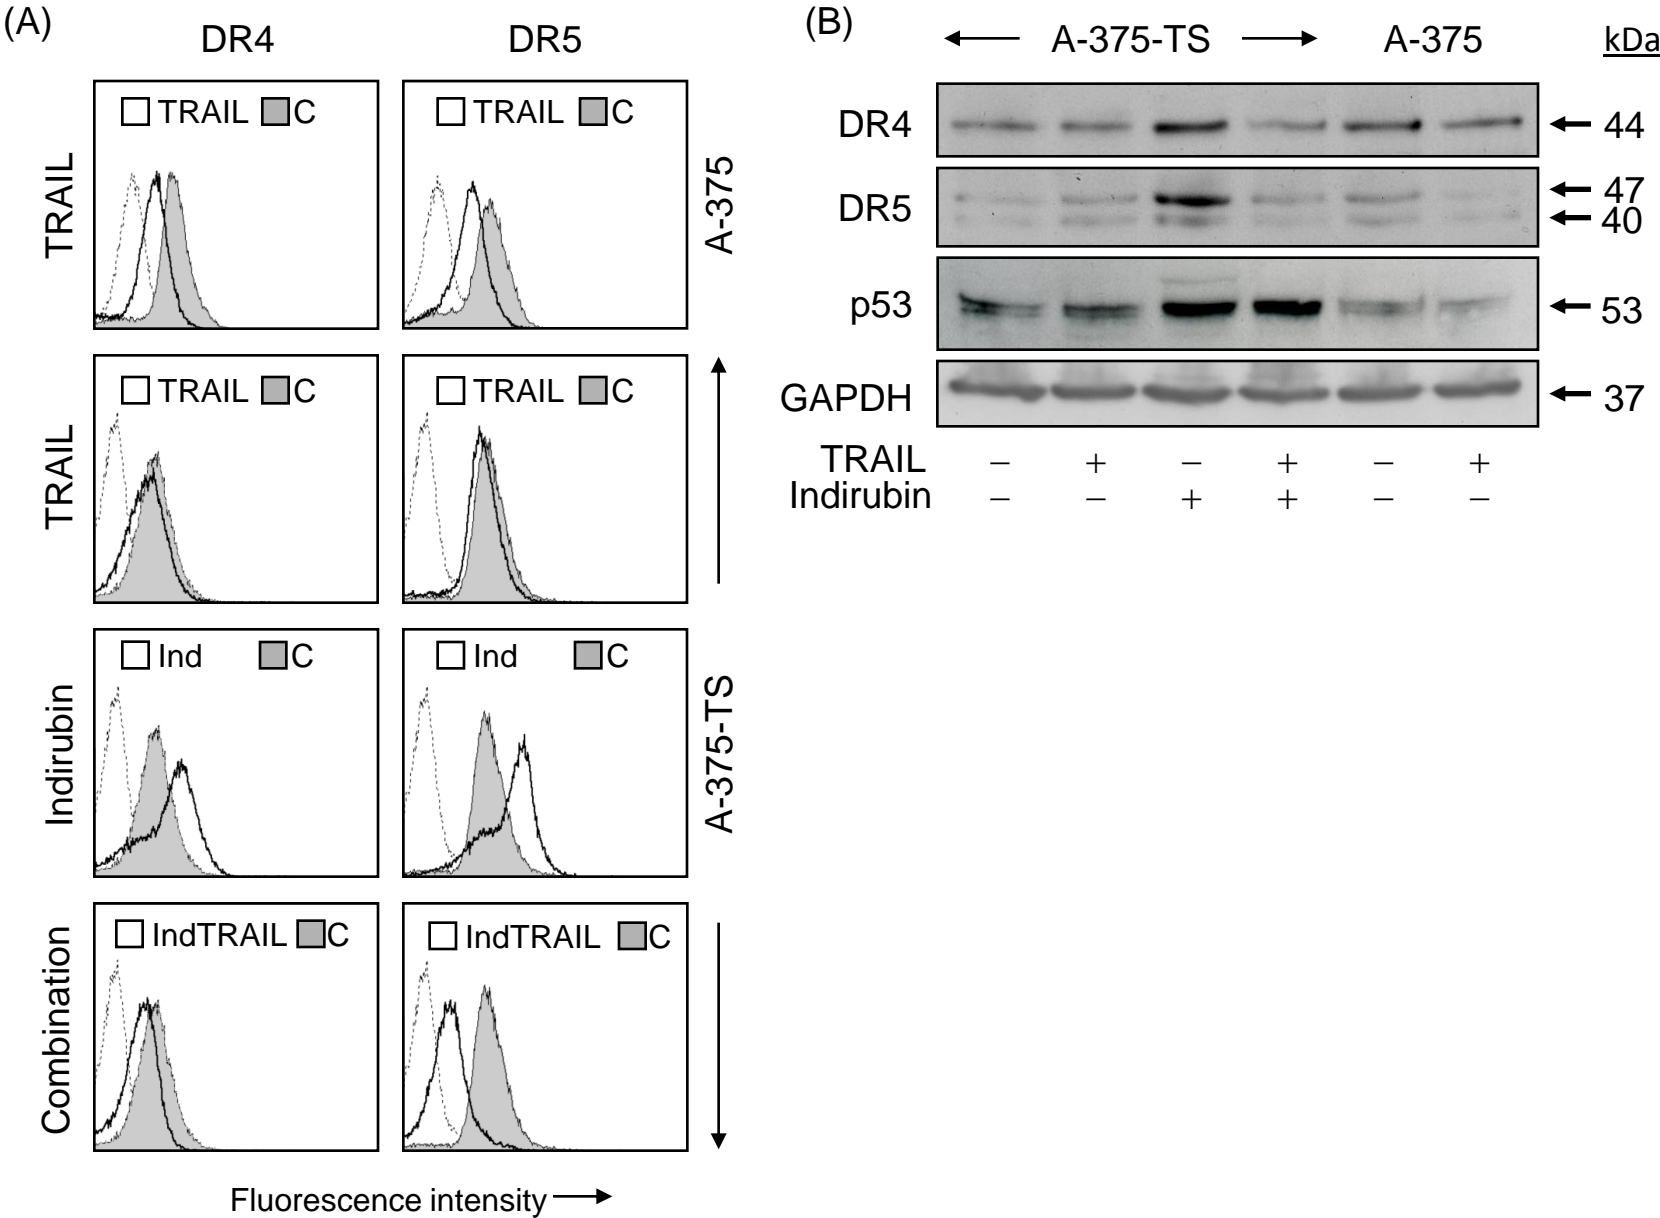 (A)
DR4 DR5
TRAIL
TRAIL C
TRAIL C
A-375
TRAIL
TRAIL C
TRAIL C
Indirubin
Ind C
Ind C
A-375-TS
Combination
IndTRAIL C
IndTRAIL C
Fluorescence intensity
(B)
A-375-TS A-375 kDa
DR4 44
DR5 47
40
p53 53
GAPDH 37
TRAIL – + – + – +
Indirubin – – + + – –